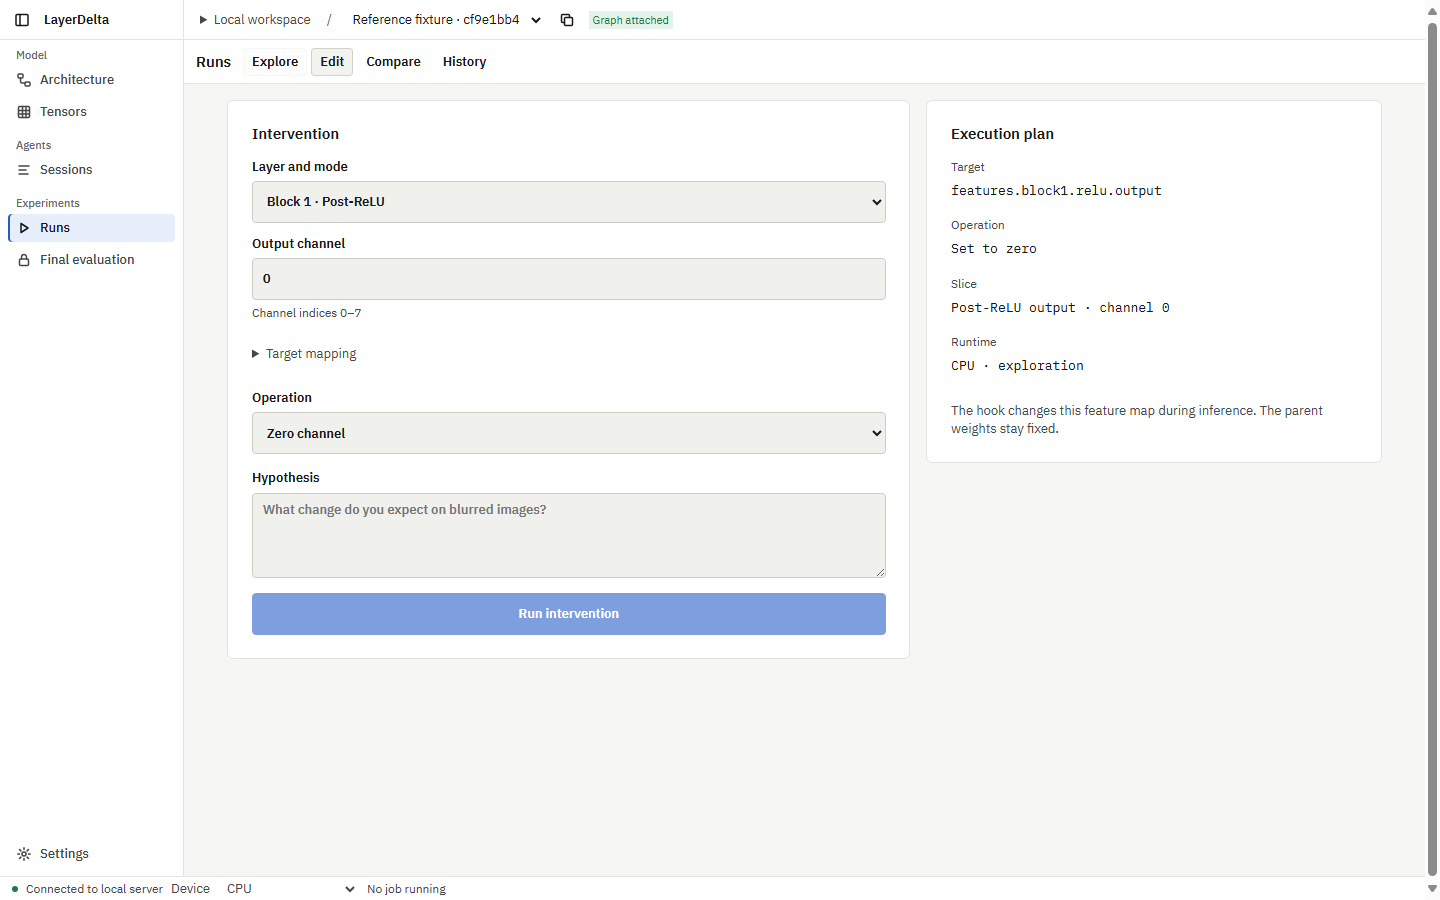 LayerDelta
Local workspace / Reference fixture · cf9e1bb4 Graph attached
Model
Architecture
Tensors
Agents
Sessions
Experiments
Runs
Final evaluation
Settings
Runs Explore Edit Compare History
Intervention
Layer and mode
Block 1 · Post-ReLU
Output channel
0
Channel indices 0–7
Target mapping
Operation
Zero channel
Hypothesis
What change do you expect on blurred images?
Run intervention
Execution plan
Target
features.block1.relu.output
Operation
Set to zero
Slice
Post-ReLU output · channel 0
Runtime
CPU · exploration
The hook changes this feature map during inference. The parent
weights stay fixed.
Connected to local server Device CPU No job running